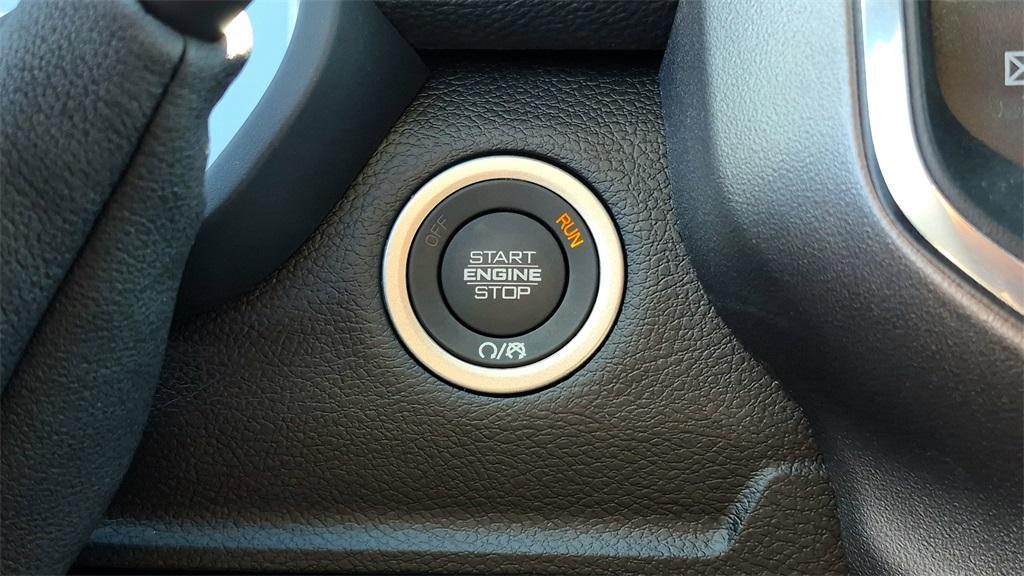 OFF
RUN
START
ENGINE
STOP